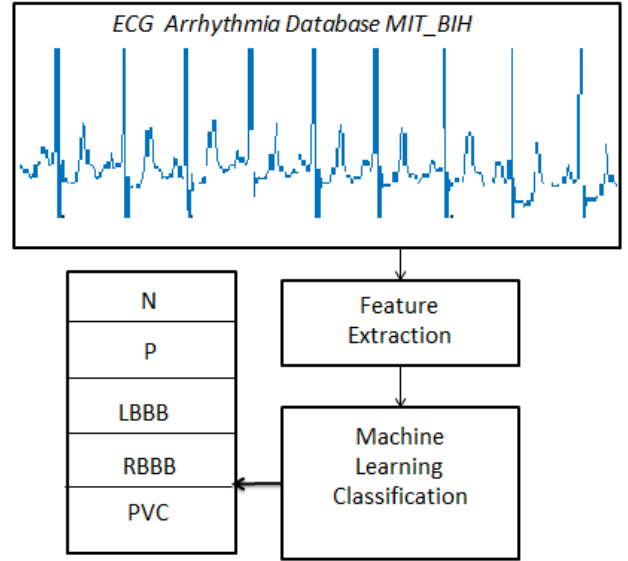 ECG Arrhythmia Database MIT_BIH
Feature
Extraction
Machine
Learning
Classification
N
P
LBBB
RBBB
PVC